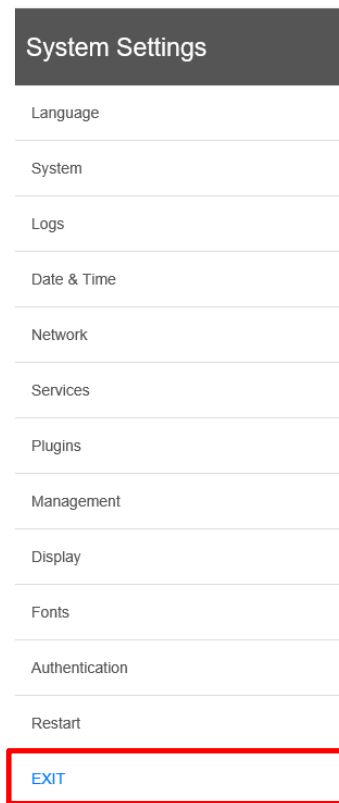 System Settings
Language
System
Logs
Date & Time
Network
Services
Plugins
Management
Display
Fonts
Authentication
Restart
EXIT